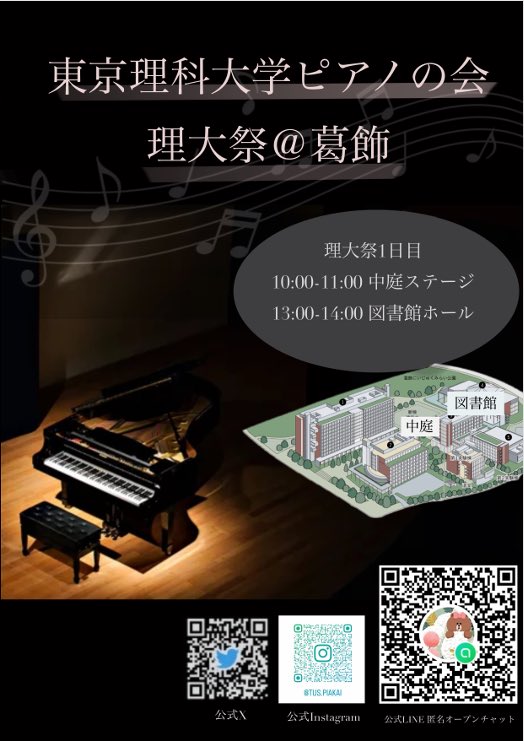 東京理科大学ピアノの会
理大祭@葛飾
理大祭1日目
10:00-11:00 中庭ステージ
13:00-14:00 図書館ホール
図書館
中庭
@TUS.PIAKAI
公式X
公式Instagram
公式LINE 匿名オープンチャット